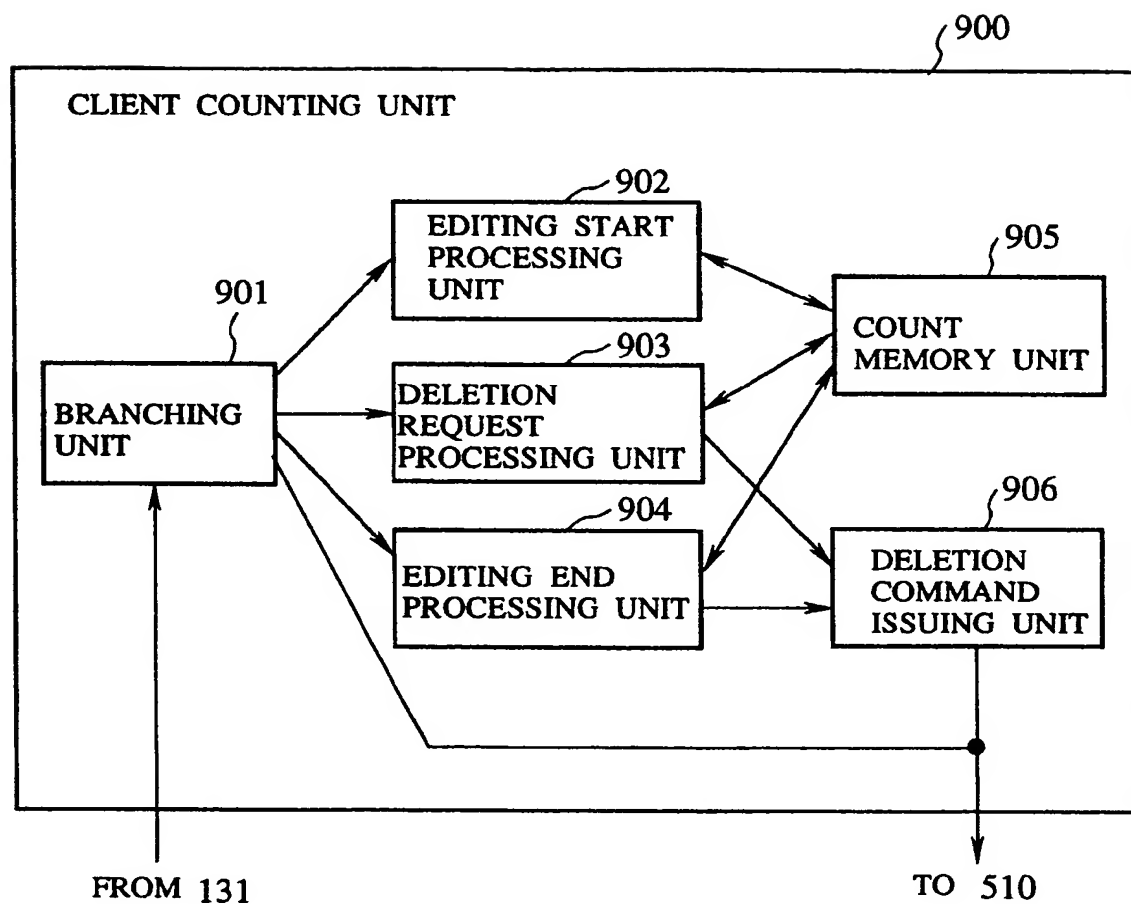 900
CLIENT COUNTING UNIT
902
EDITING START
PROCESSING
UNIT
905
COUNT
MEMORY UNIT
901
BRANCHING
UNIT
903
DELETION
REQUEST
PROCESSING UNIT
904
EDITING END
PROCESSING UNIT
906
DELETION
COMMAND
ISSUING UNIT
FROM 131
TO 510